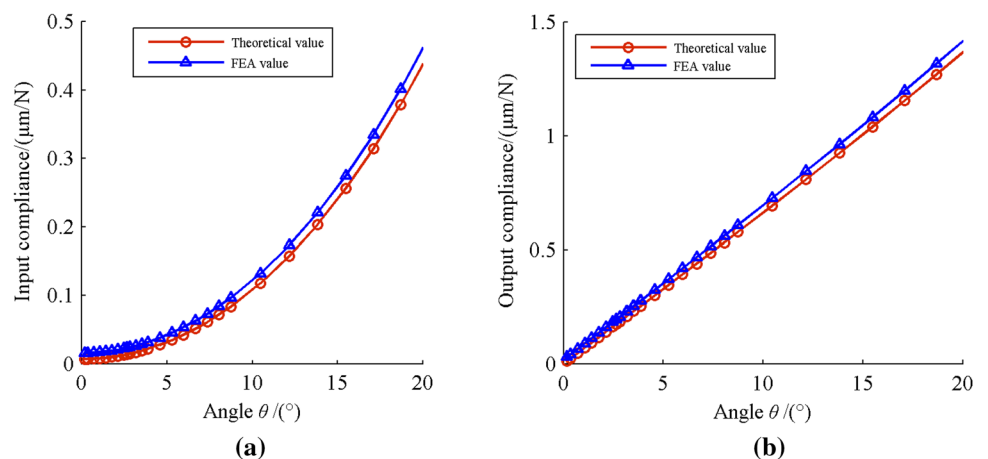 0.5
0.4
0.3
0.2
0.1
0
Input compliance/(μm/N)
Theoretical value
FEA value
0
5
10
15
20
Angle θ /(°)
(a)
1.5
1
0.5
0
Output compliance/(μm/N)
Theoretical value
FEA value
0
5
10
15
20
Angle θ /(°)
(b)